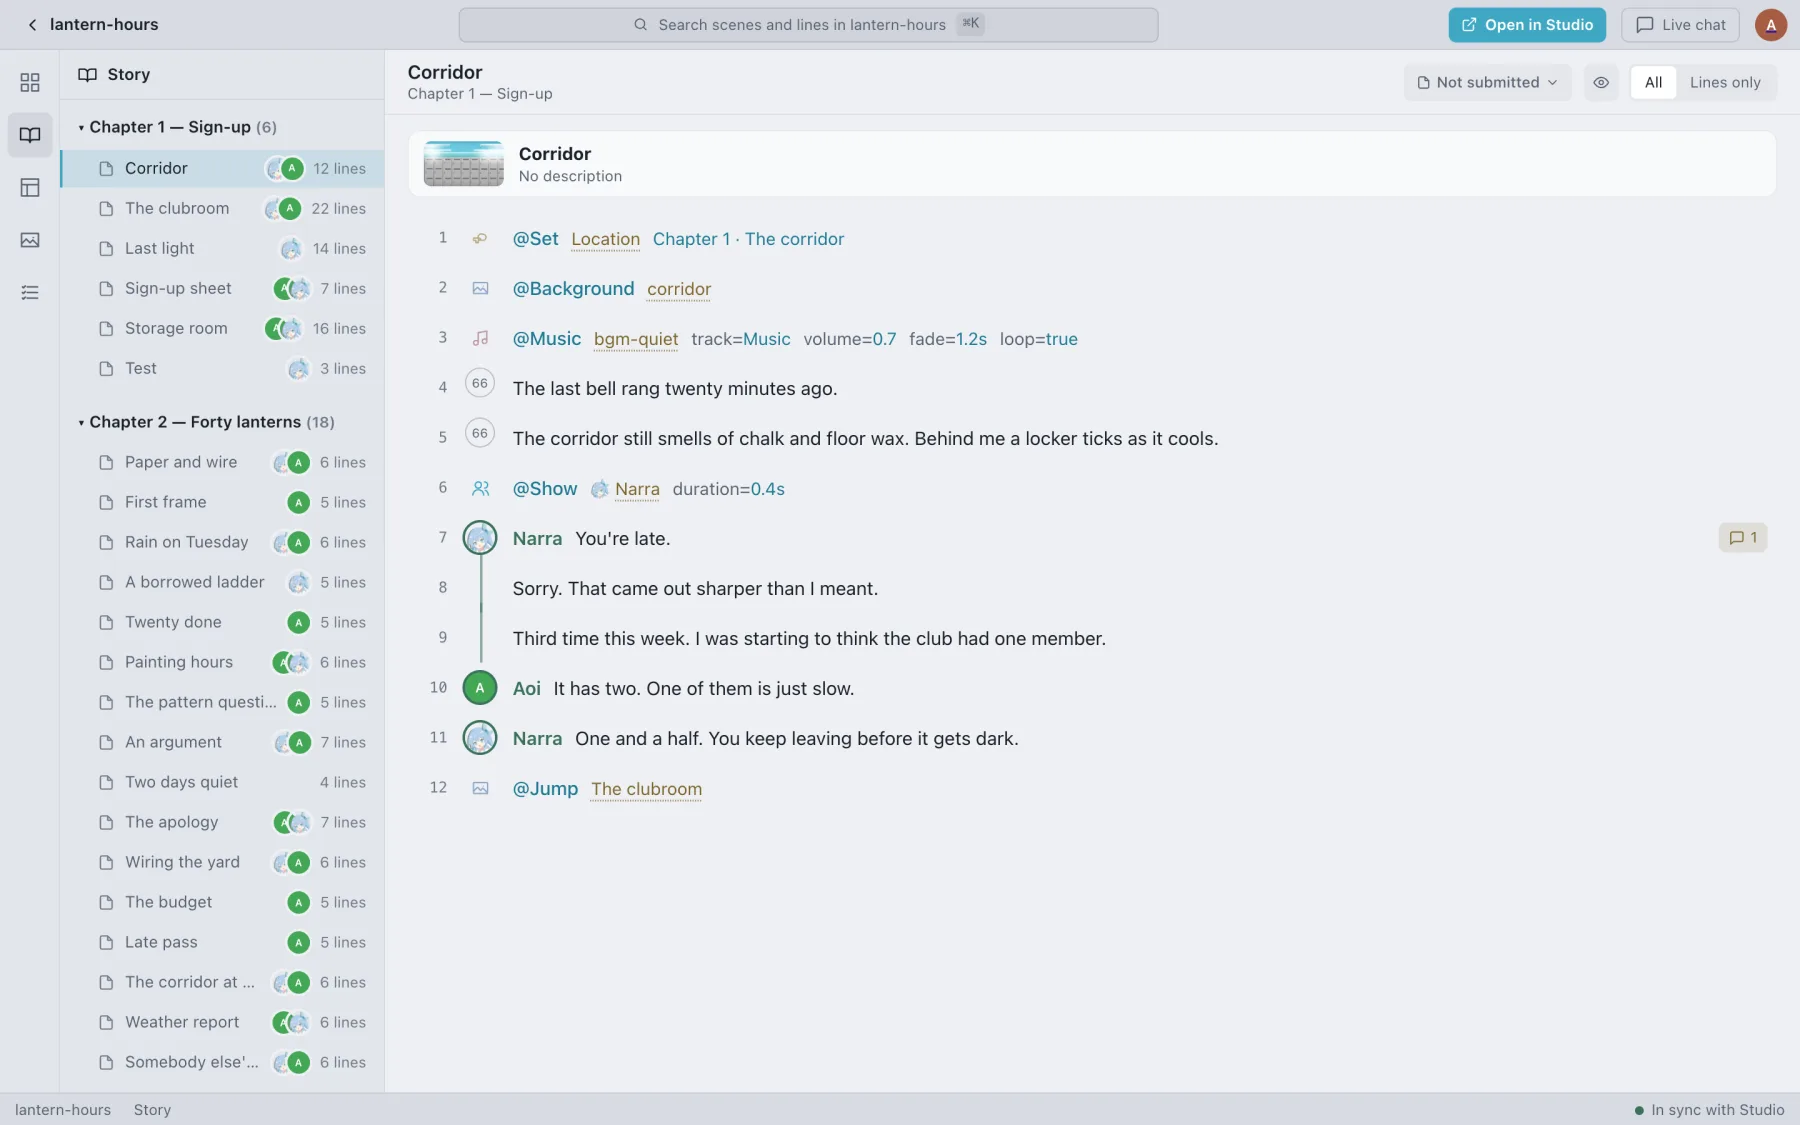 lantern-hours
Search scenes and lines in lantern-hours ⌘K
Open in Studio
Live chat
A
Story
Chapter 1 — Sign-up (6)
Corridor A 12 lines
The clubroom A 22 lines
Last light 14 lines
Sign-up sheet A 7 lines
Storage room A 16 lines
Test 3 lines
Chapter 2 — Forty lanterns (18)
Paper and wire A 6 lines
First frame A 5 lines
Rain on Tuesday A 6 lines
A borrowed ladder 5 lines
Twenty done A 5 lines
Painting hours A 6 lines
The pattern questi... A 5 lines
An argument A 7 lines
Two days quiet 4 lines
The apology A 7 lines
Wiring the yard A 6 lines
The budget A 5 lines
Late pass A 5 lines
The corridor at ... A 6 lines
Weather report A 6 lines
Somebody else'... A 6 lines
Corridor
Chapter 1 — Sign-up
Not submitted
All
Lines only
Corridor
No description
1 @Set Location Chapter 1 · The corridor
2 @Background corridor
3 @Music bgm-quiet track=Music volume=0.7 fade=1.2s loop=true
4 66 The last bell rang twenty minutes ago.
5 66 The corridor still smells of chalk and floor wax. Behind me a locker ticks as it cools.
6 @Show Narra duration=0.4s
7 Narra You're late. 1
8 Sorry. That came out sharper than I meant.
9 Third time this week. I was starting to think the club had one member.
10 A Aoi It has two. One of them is just slow.
11 Narra One and a half. You keep leaving before it gets dark.
12 @Jump The clubroom
lantern-hours Story
In sync with Studio